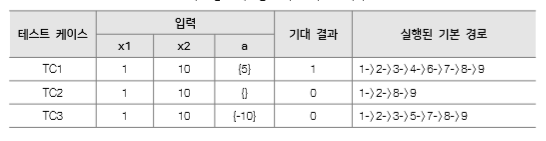 테스트 케이스 입력 기대 결과 실행된 기본 경로
x1 x2 a
TC1 1 10 {5} 1 1->2->3->4->6->7->8->9
TC2 1 10 {} 0 1->2->8->9
TC3 1 10 {-10} 0 1->2->3->5->7->8->9